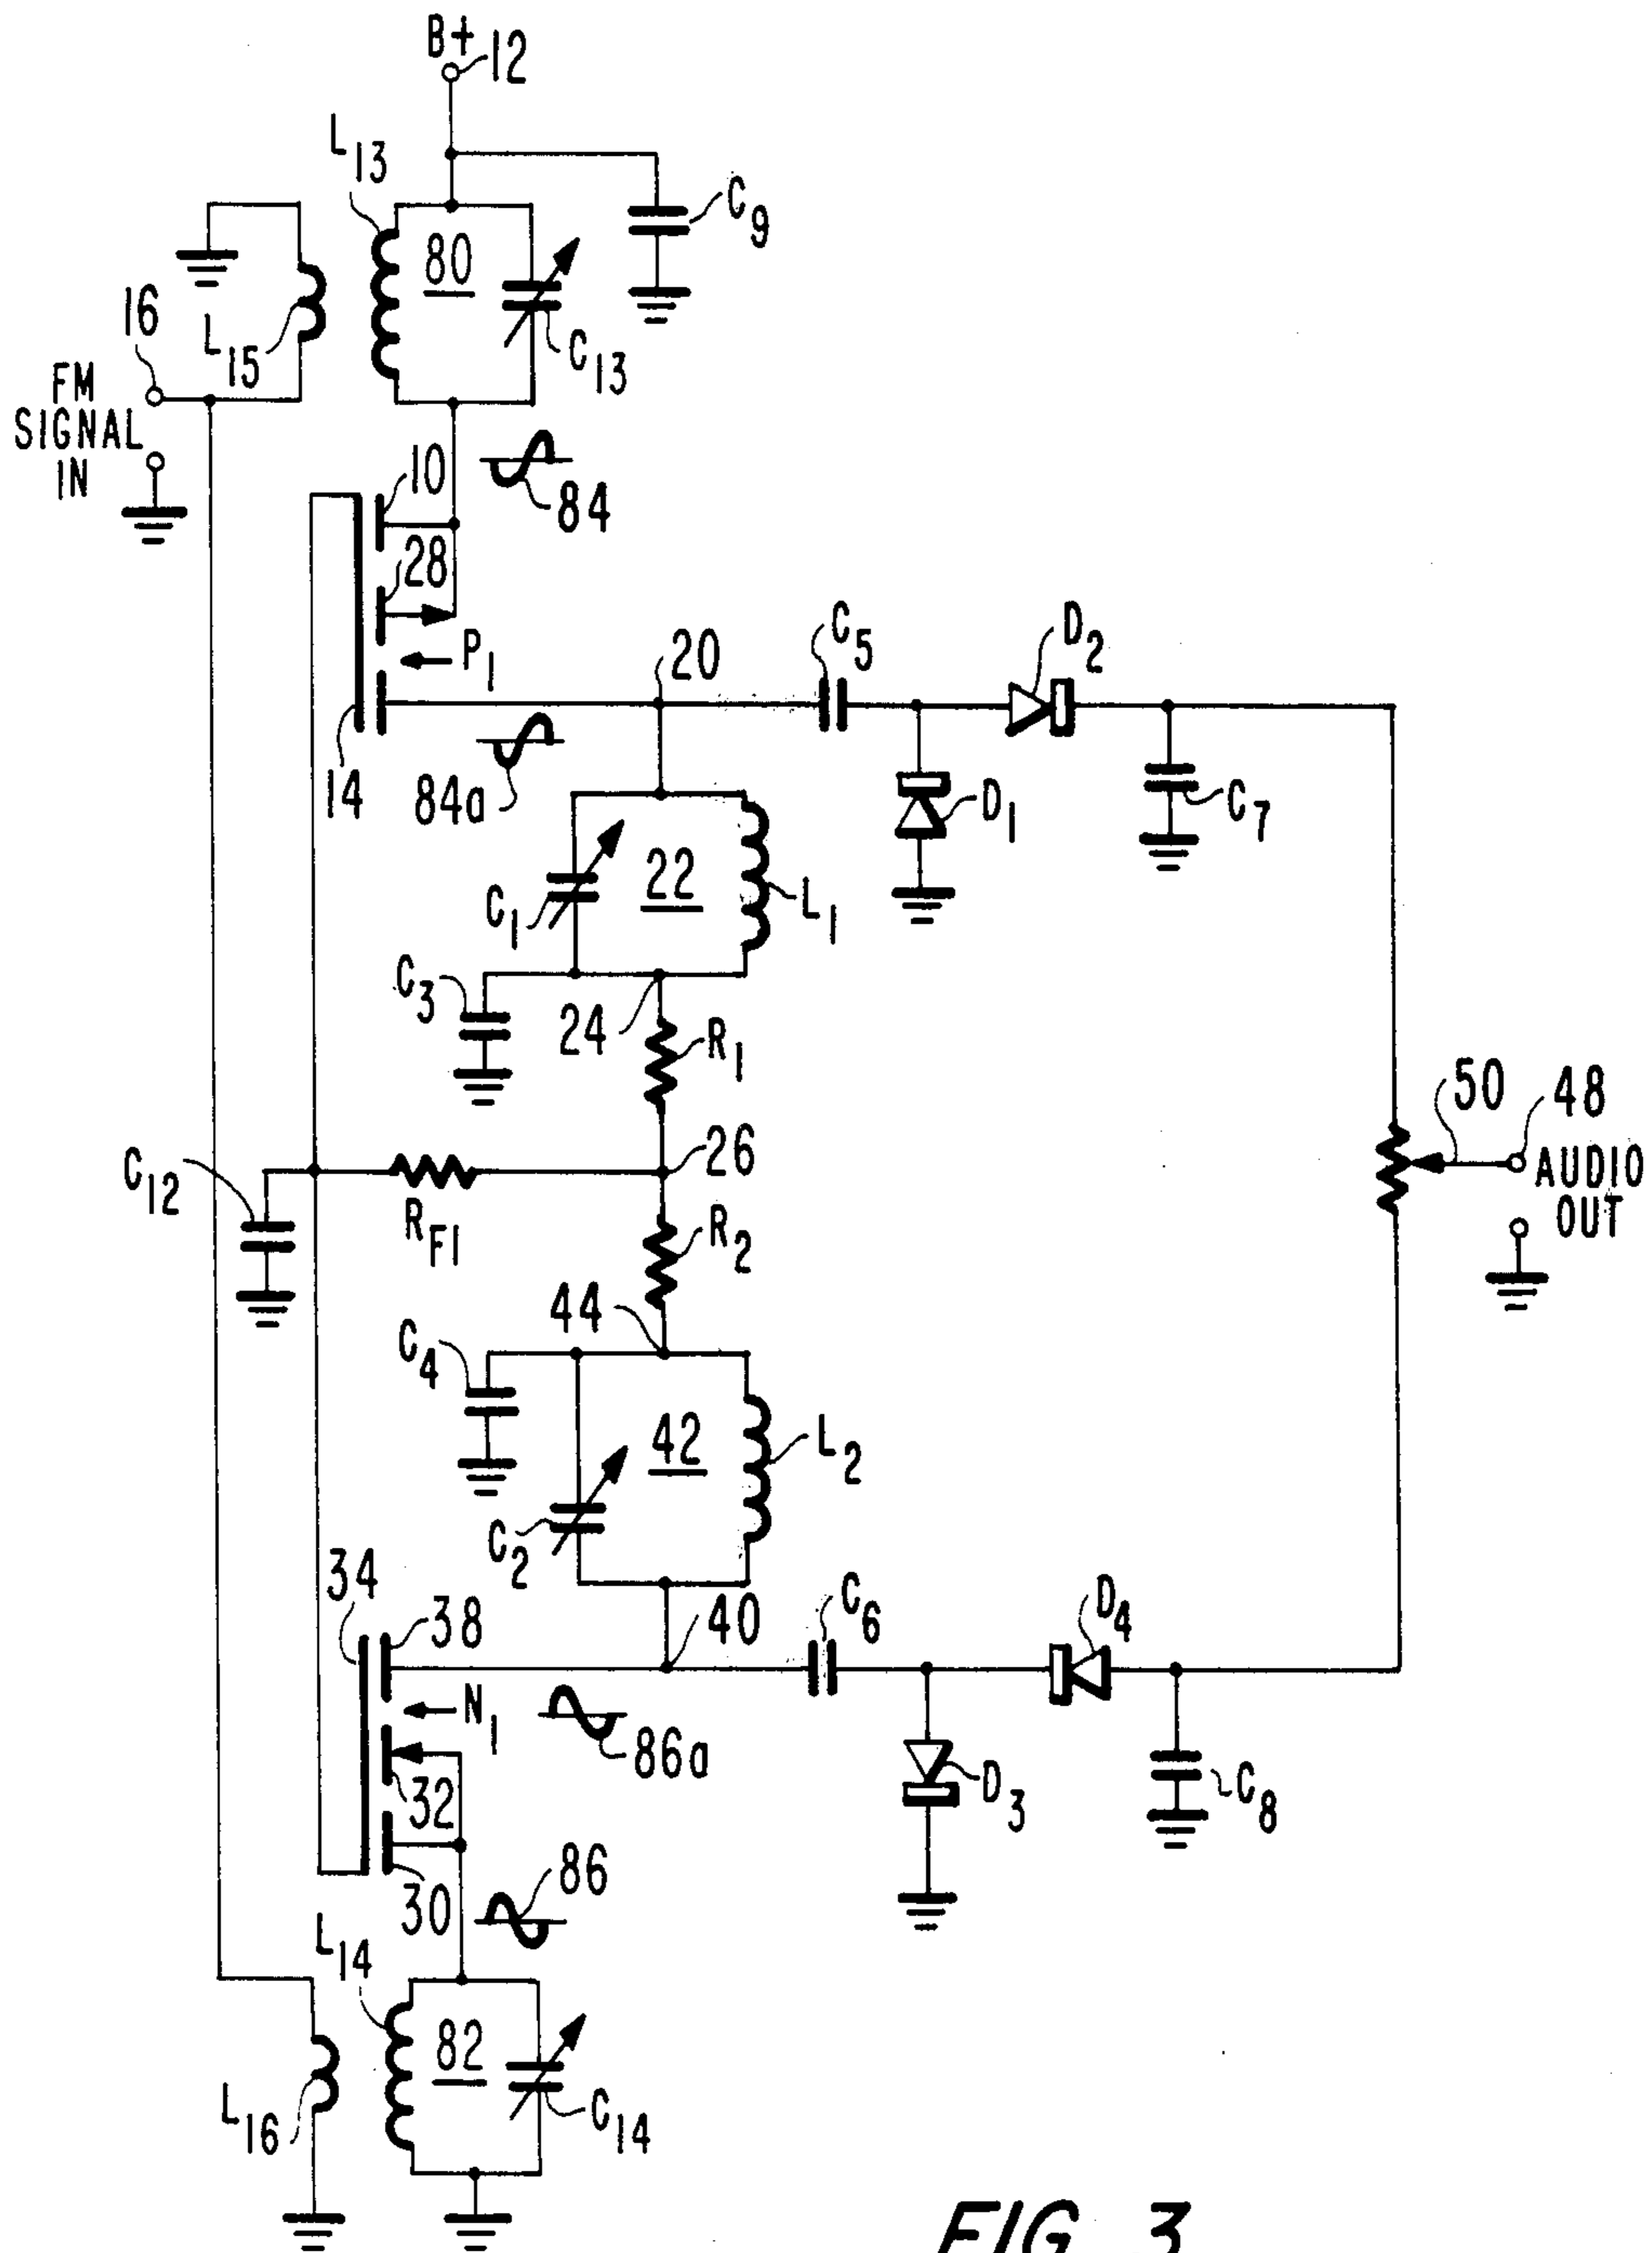 B+
12
L13
C9
80
16
L15
C13
FM
SIGNAL
IN
10
84
28
P1
20
C5
D2
14
84a
D1
C7
C1
22
L1
C3
24
R1
50
48
C12
26
AUDIO
OUT
RF1
R2
44
C4
42
L2
C2
34
38
40
C6
D4
N1
86a
32
D3
C8
30
86
L14
82
L16
C14
FIG. 3